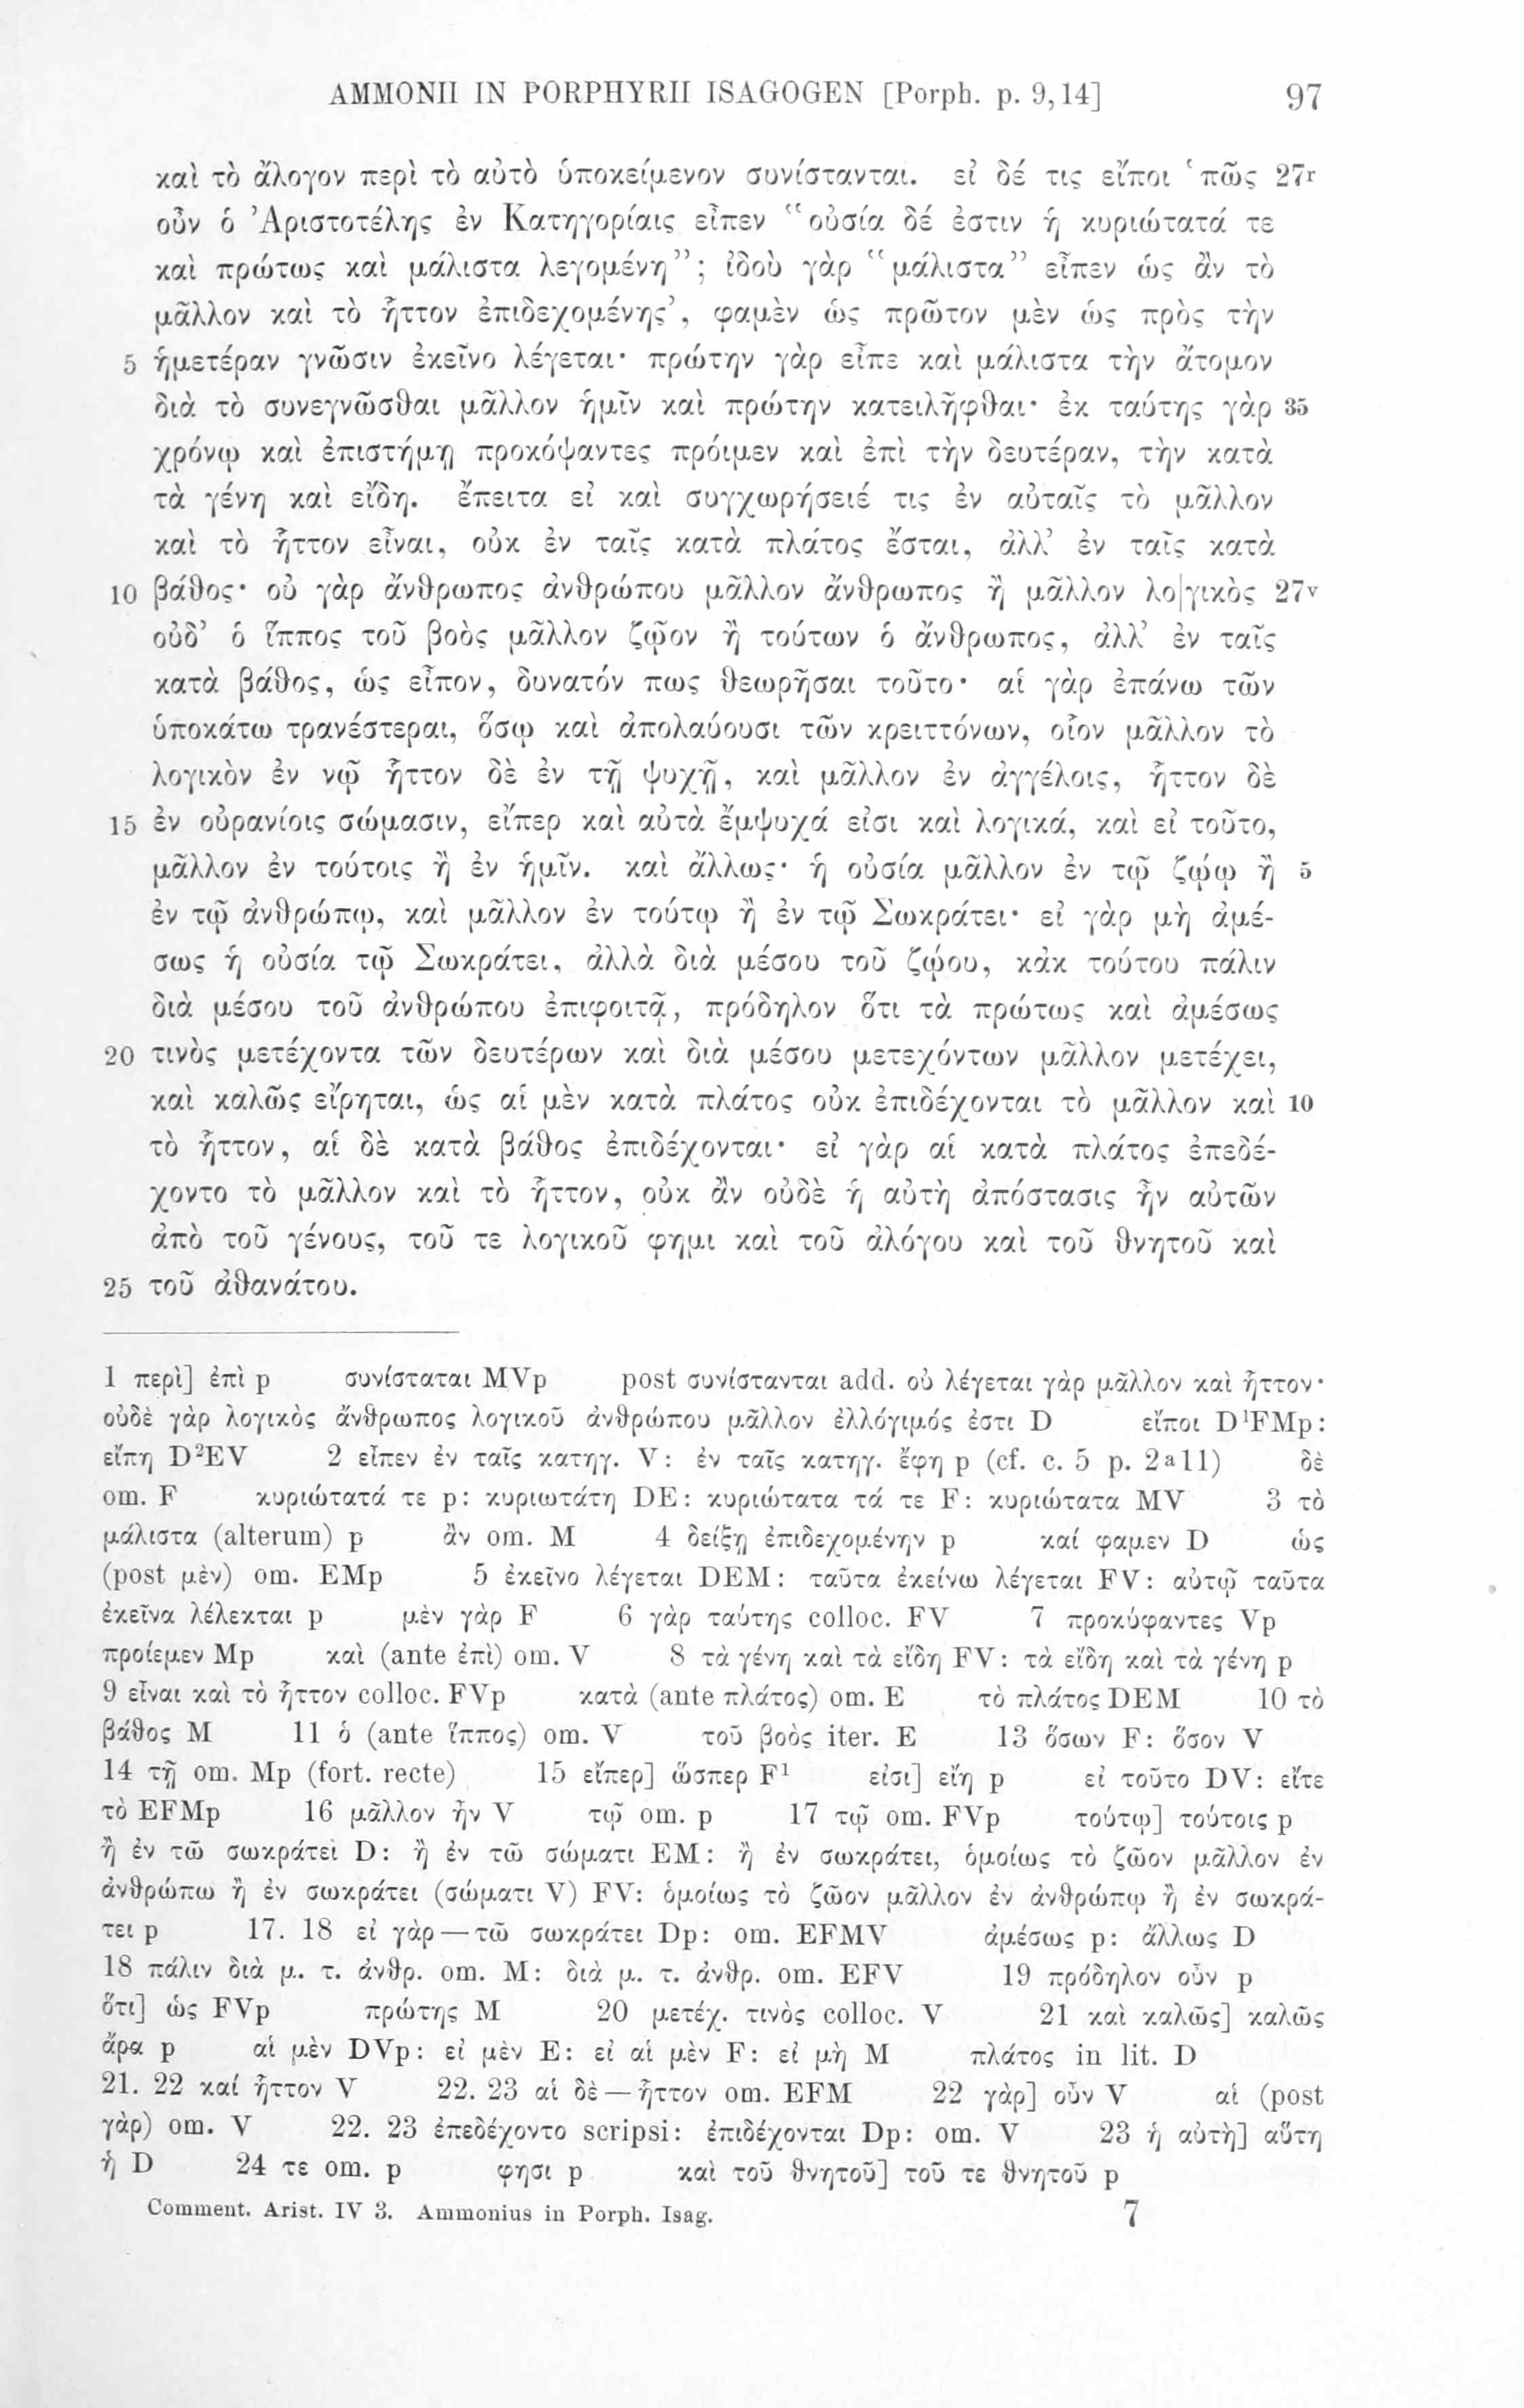 AMMONII IN PORPHYRII ISAGOGEN [Porph. p. 9,14] 97
καὶ τὸ ἄλογον περὶ τὸ αὐτὸ ὑποκείμενον συνίστανται. εἰ δέ τις εἴποι ‘πῶς 27r
οὖν ὁ Ἀριστοτέλης ἐν Κατηγορίαις εἶπεν “οὐσία δέ ἐστιν ἡ κυριώτατά τε
καὶ πρώτως καὶ μάλιστα λεγομένη”; ἰδοὺ γὰρ “μάλιστα” εἶπεν ὡς ἂν τὸ
μᾶλλον καὶ τὸ ἧττον ἐπιδεχομένης’, φαμὲν ὡς πρῶτον μὲν ὡς πρὸς τὴν
5 ἡμετέραν γνῶσιν ἐκεῖνο λέγεται· πρώτην γὰρ εἶπε καὶ μάλιστα τὴν ἄτομον
διὰ τὸ συνεγνῶσθαι μᾶλλον ἡμῖν καὶ πρώτην κατειλῆφθαι· ἐκ ταύτης γὰρ 35
χρόνῳ καὶ ἐπιστήμῃ προκόψαντες πρόιμεν καὶ ἐπὶ τὴν δευτέραν, τὴν κατὰ
τὰ γένη καὶ εἴδη. ἔπειτα εἰ καὶ συγχωρήσειέ τις ἐν αὐταῖς τὸ μᾶλλον
καὶ τὸ ἧττον εἶναι, οὐκ ἐν ταῖς κατὰ πλάτος ἔσται, ἀλλ’ ἐν ταῖς κατὰ
10 βάθος· οὐ γὰρ ἄνθρωπος ἀνθρώπου μᾶλλον ἄνθρωπος ἢ μᾶλλον λο|γικὸς 27v
οὐδ’ ὁ ἵππος τοῦ βοὸς μᾶλλον ζῷον ἢ τούτων ὁ ἄνθρωπος, ἀλλ’ ἐν ταῖς
κατὰ βάθος, ὡς εἶπον, δυνατόν πως θεωρῆσαι τοῦτο· αἱ γὰρ ἐπάνω τῶν
ὑποκάτω τρανέστεραι, ὅσῳ καὶ ἀπολαύουσι τῶν κρειττόνων, οἷον μᾶλλον τὸ
λογικὸν ἐν νῷ ἧττον δὲ ἐν τῇ ψυχῇ, καὶ μᾶλλον ἐν ἀγγέλοις, ἧττον δὲ
15 ἐν οὐρανίοις σώμασιν, εἴπερ καὶ αὐτὰ ἔμψυχά εἰσι καὶ λογικά, καὶ εἰ τοῦτο,
μᾶλλον ἐν τούτοις ἢ ἐν ἡμῖν. καὶ ἄλλως· ἡ οὐσία μᾶλλον ἐν τῷ ζῴῳ ἢ 5
ἐν τῷ ἀνθρώπῳ, καὶ μᾶλλον ἐν τούτῳ ἢ ἐν τῷ Σωκράτει· εἰ γὰρ μὴ ἀμέ-
σως ἡ οὐσία τῷ Σωκράτει, ἀλλὰ διὰ μέσου τοῦ ζῴου, κἀκ τούτου πάλιν
διὰ μέσου τοῦ ἀνθρώπου ἐπιφοιτᾷ, πρόδηλον ὅτι τὰ πρώτως καὶ ἀμέσως
20 τινὸς μετέχοντα τῶν δευτέρων καὶ διὰ μέσου μετεχόντων μᾶλλον μετέχει,
καὶ καλῶς εἴρηται, ὡς αἱ μὲν κατὰ πλάτος οὐκ ἐπιδέχονται τὸ μᾶλλον καὶ 10
τὸ ἧττον, αἱ δὲ κατὰ βάθος ἐπιδέχονται· εἰ γὰρ αἱ κατὰ πλάτος ἐπεδέ-
χοντο τὸ μᾶλλον καὶ τὸ ἧττον, οὐκ ἂν οὐδὲ ἡ αὐτὴ ἀπόστασις ἦν αὐτῶν
ἀπὸ τοῦ γένους, τοῦ τε λογικοῦ φημι καὶ τοῦ ἀλόγου καὶ τοῦ θνητοῦ καὶ
25 τοῦ ἀθανάτου.
1 περὶ] ἐπὶ p συνίσταται MVp post συνίστανται add. οὐ λέγεται γὰρ μᾶλλον καὶ ἧττον·
οὐδὲ γὰρ λογικὸς ἄνθρωπος λογικοῦ ἀνθρώπου μᾶλλον ἐλλόγιμός ἐστι D εἴποι D¹FMp:
εἴπη D²EV 2 εἶπεν ἐν ταῖς κατηγ. V: ἐν ταῖς κατηγ. ἔφη p (cf. c. 5 p. 2ᵃ11) δὲ
om. F κυριώτατά τε p: κυριωτάτη DE: κυριώτατα τά τε F: κυριώτατα MV 3 τὸ
μάλιστα (alterum) p ἂν om. M 4 δείξῃ ἐπιδεχομένην p καί φαμεν D ὡς
(post μὲν) om. EMp 5 ἐκεῖνο λέγεται DEM: ταῦτα ἐκείνω λέγεται FV: αὐτῷ ταῦτα
ἐκεῖνα λέλεκται p μὲν γὰρ F 6 γὰρ ταύτης colloc. FV 7 προκύφαντες Vp
προίεμεν Mp καὶ (ante ἐπὶ) om. V 8 τὰ γένη καὶ τὰ εἴδη FV: τὰ εἴδη καὶ τὰ γένη p
9 εἶναι καὶ τὸ ἧττον colloc. FVp κατὰ (ante πλάτος) om. E τὸ πλάτος DEM 10 τὸ
βάθος M 11 ὁ (ante ἵππος) om. V τοῦ βοὸς iter. E 13 ὅσων F: ὅσον V
14 τῇ om. Mp (fort. recte) 15 εἴπερ] ὥσπερ F¹ εἰσι] εἴη p εἰ τοῦτο DV: εἴτε
τὸ EFMp 16 μᾶλλον ἦν V τῷ om. p 17 τῷ om. FVp τούτῳ] τούτοις p
ἢ ἐν τῶ σωκράτει D: ἢ ἐν τῶ σώματι EM: ἢ ἐν σωκράτει, ὁμοίως τὸ ζῶον μᾶλλον ἐν
ἀνθρώπω ἢ ἐν σωκράτει (σώματι V) FV: ὁμοίως τὸ ζῶον μᾶλλον ἐν ἀνθρώπῳ ἢ ἐν σωκρά-
τει p 17. 18 εἰ γὰρ — τῶ σωκράτει Dp: om. EFMV ἀμέσως p: ἄλλως D
18 πάλιν διὰ μ. τ. ἀνθρ. om. M: διὰ μ. τ. ἀνθρ. om. EFV 19 πρόδηλον οὖν p
ὅτι] ὡς FVp πρώτης M 20 μετέχ. τινὸς colloc. V 21 καὶ καλῶς] καλῶς
ἄρα p αἱ μὲν DVp: εἰ μὲν E: εἰ αἱ μὲν F: εἰ μὴ M πλάτος in lit. D
21. 22 καί ἧττον V 22. 23 αἱ δὲ — ἧττον om. EFM 22 γὰρ] οὖν V αἱ (post
γὰρ) om. V 22. 23 ἐπεδέχοντο scripsi: ἐπιδέχονται Dp: om. V 23 ἡ αὐτὴ] αὕτη
ἡ D 24 τε om. p φησι p καὶ τοῦ θνητοῦ] τοῦ τε θνητοῦ p
Comment. Arist. IV 3. Ammonius in Porph. Isag. 7